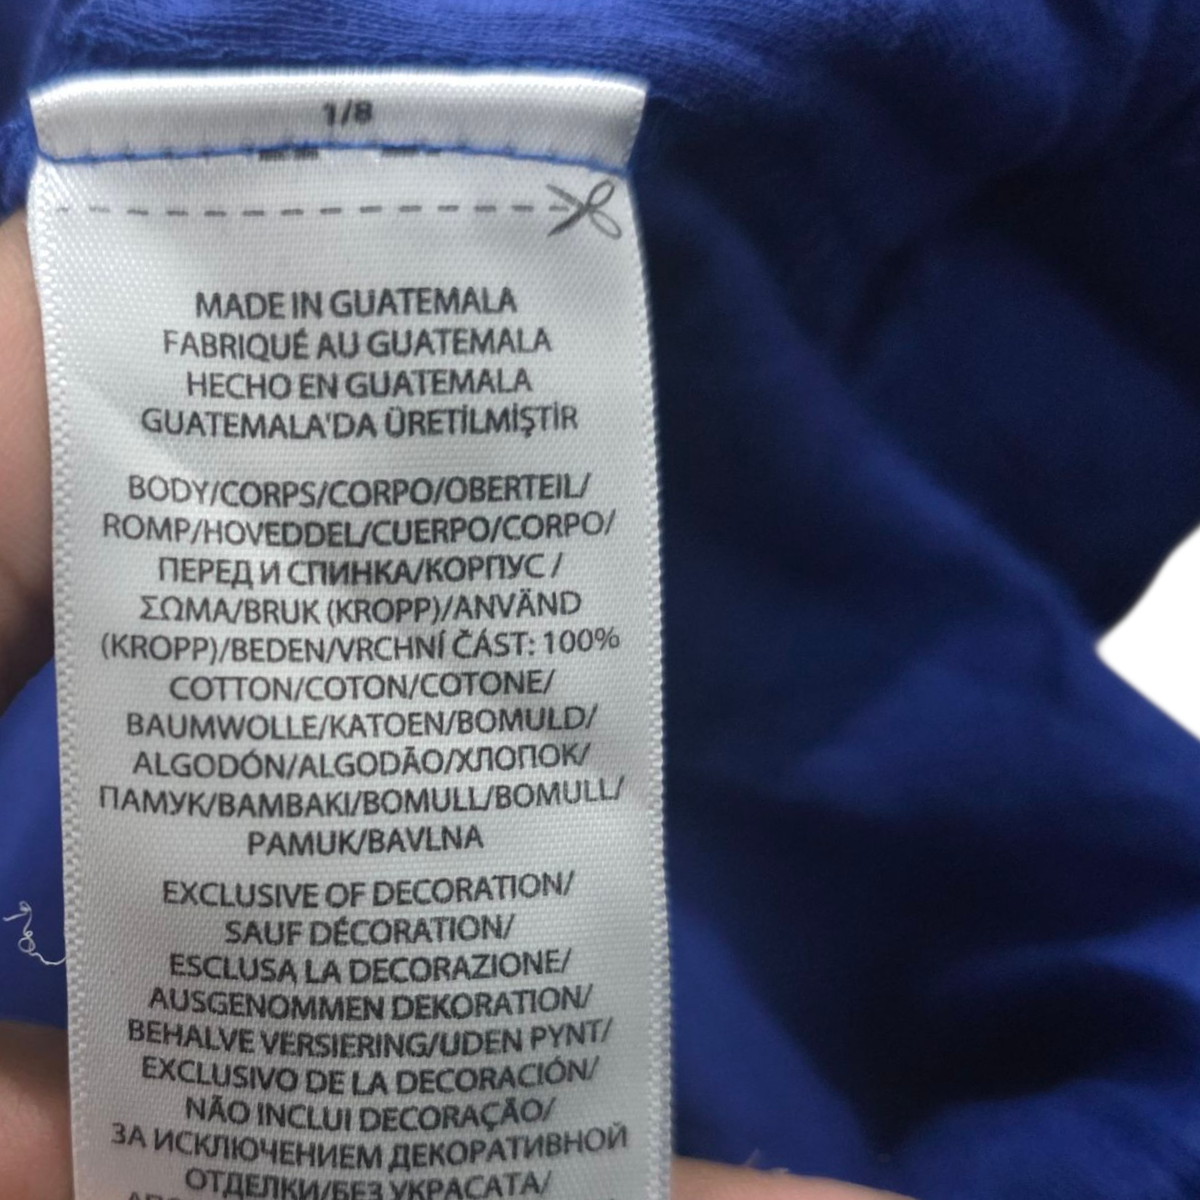 1/8
MADE IN GUATEMALA
FABRIQUÉ AU GUATEMALA
HECHO EN GUATEMALA
GUATEMALA'DA ÜRETİLMİŞTİR
BODY/CORPS/CORPO/OBERTEIL/
ROMP/HOVEDDEL/CUERPO/CORPO/
ПЕРЕД И СПИНКА/КОРПУС /
ΣΩΜΑ/BRUK (KROPP)/ANVÄND
(KROPP)/BEDEN/VRCHNÍ ČÁST: 100%
COTTON/COTON/COTONE/
BAUMWOLLE/KATOEN/BOMULD/
ALGODÓN/ALGODÃO/ХЛОПОК/
ПАМУК/BAMBAKI/BOMULL/BOMULL/
PAMUK/BAVLNA
EXCLUSIVE OF DECORATION/
SAUF DÉCORATION/
ESCLUSA LA DECORAZIONE/
AUSGENOMMEN DEKORATION/
BEHALVE VERSIERING/UDEN PYNT/
EXCLUSIVO DE LA DECORACIÓN/
NÃO INCLUI DECORAÇÃO/
ЗА ИСКЛЮЧЕНИЕМ ДЕКОРАТИВНОЙ
ОТДЕЛКИ/БЕЗ УКРАСАТА/